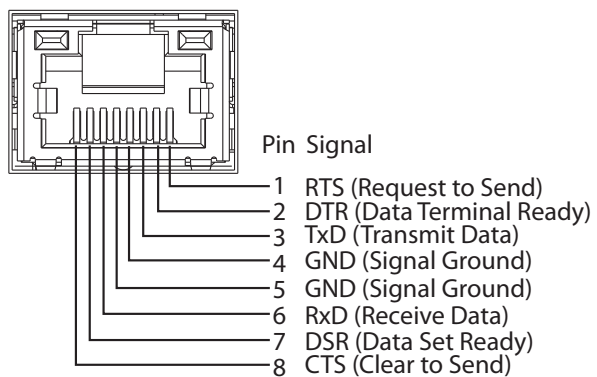 Pin Signal
1 RTS (Request to Send)
2 DTR (Data Terminal Ready)
3 TxD (Transmit Data)
4 GND (Signal Ground)
5 GND (Signal Ground)
6 RxD (Receive Data)
7 DSR (Data Set Ready)
8 CTS (Clear to Send)